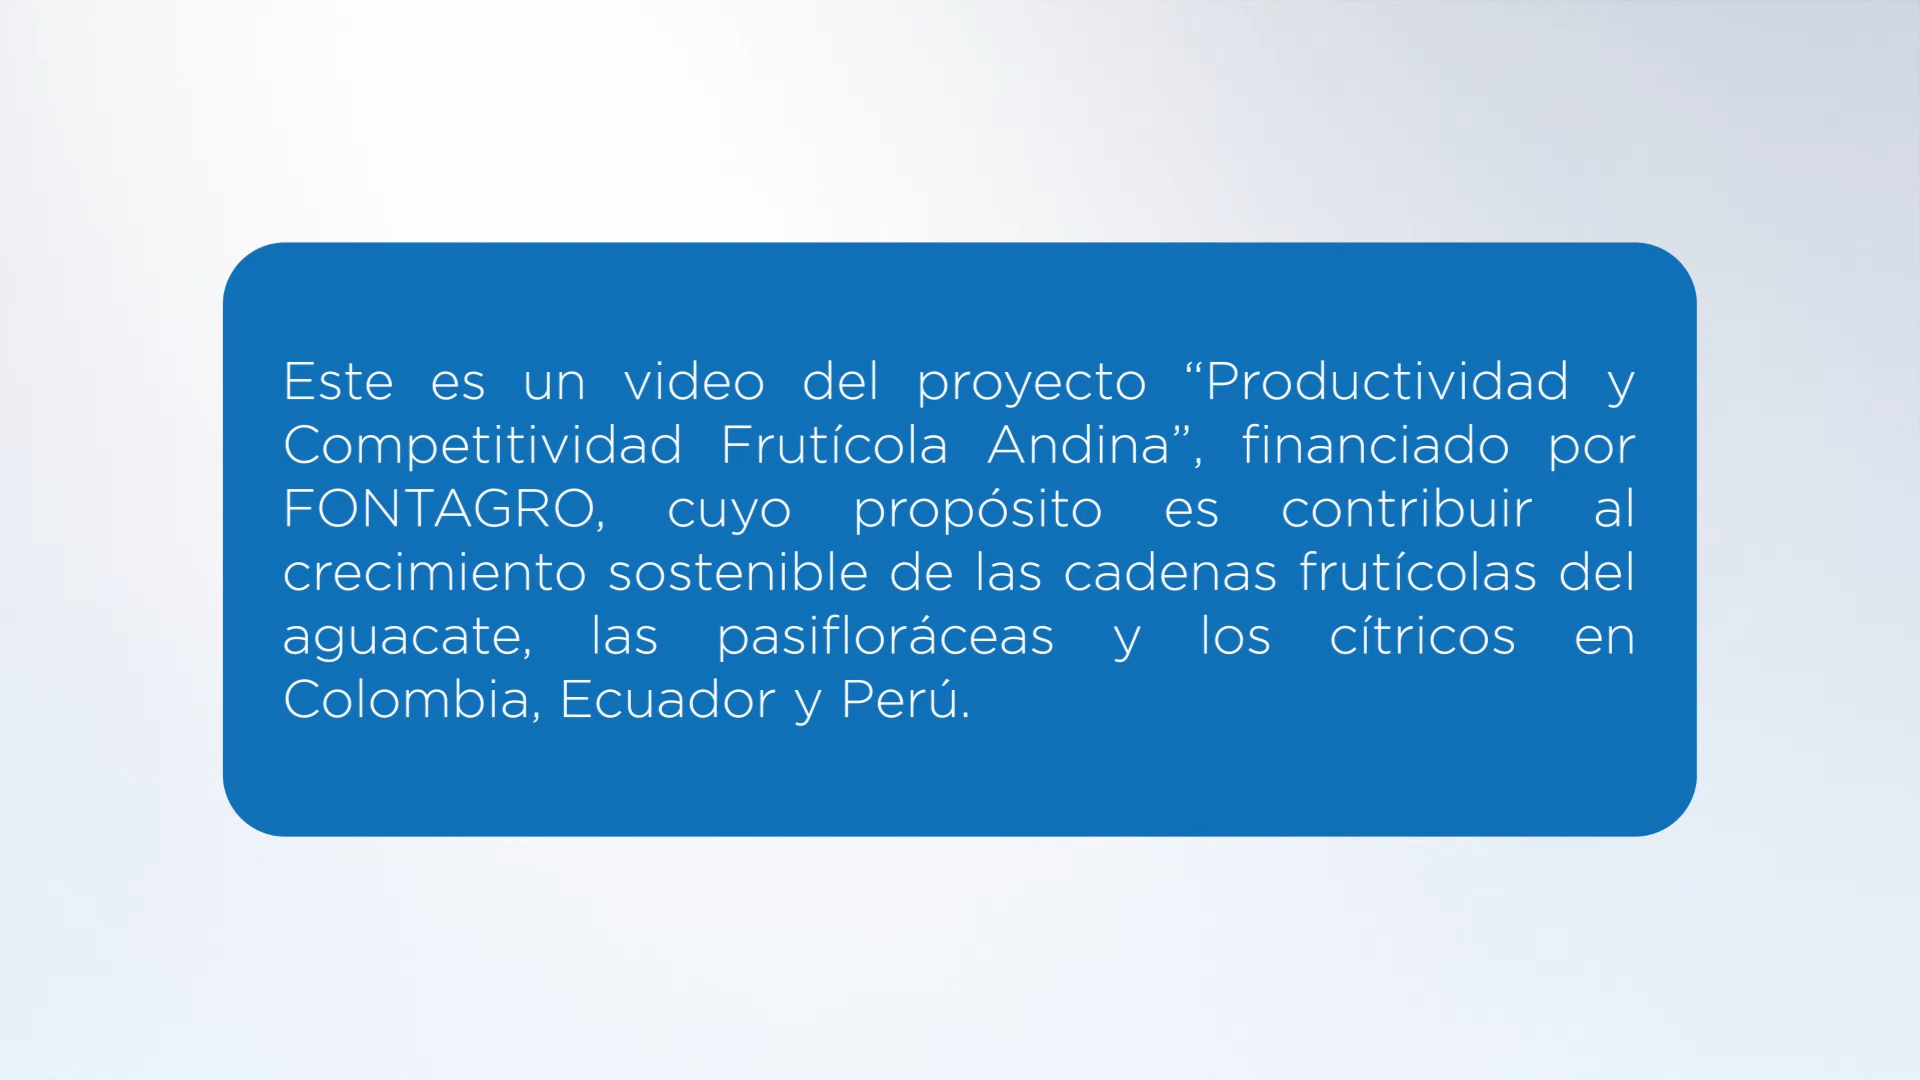 Este es un video del proyecto “Productividad y
Competitividad Frutícola Andina”, financiado por
FONTAGRO, cuyo propósito es contribuir al
crecimiento sostenible de las cadenas frutícolas del
aguacate, las pasifloráceas y los cítricos en
Colombia, Ecuador y Perú.